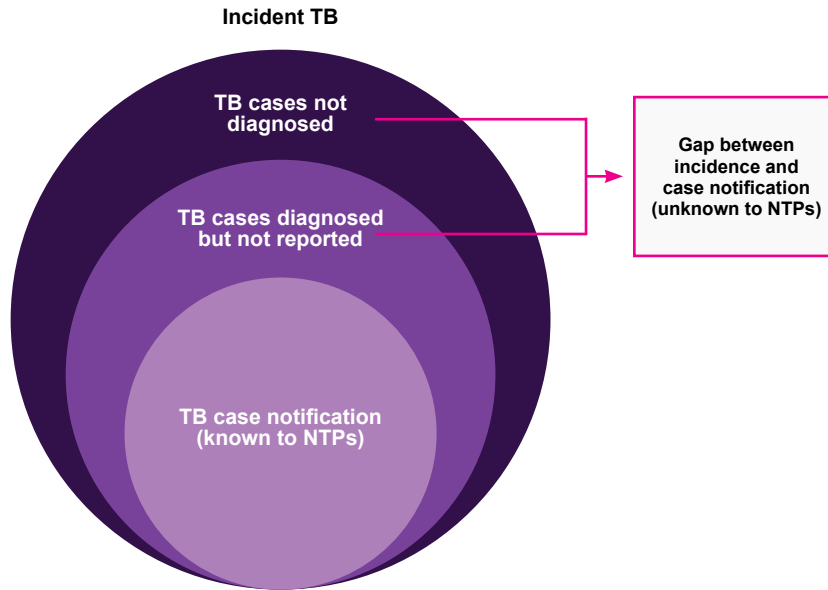 Incident TB
TB cases not
diagnosed
Gap between
incidence and
case notification
(unknown to NTPs)
TB cases diagnosed
but not reported
TB case notification
(known to NTPs)